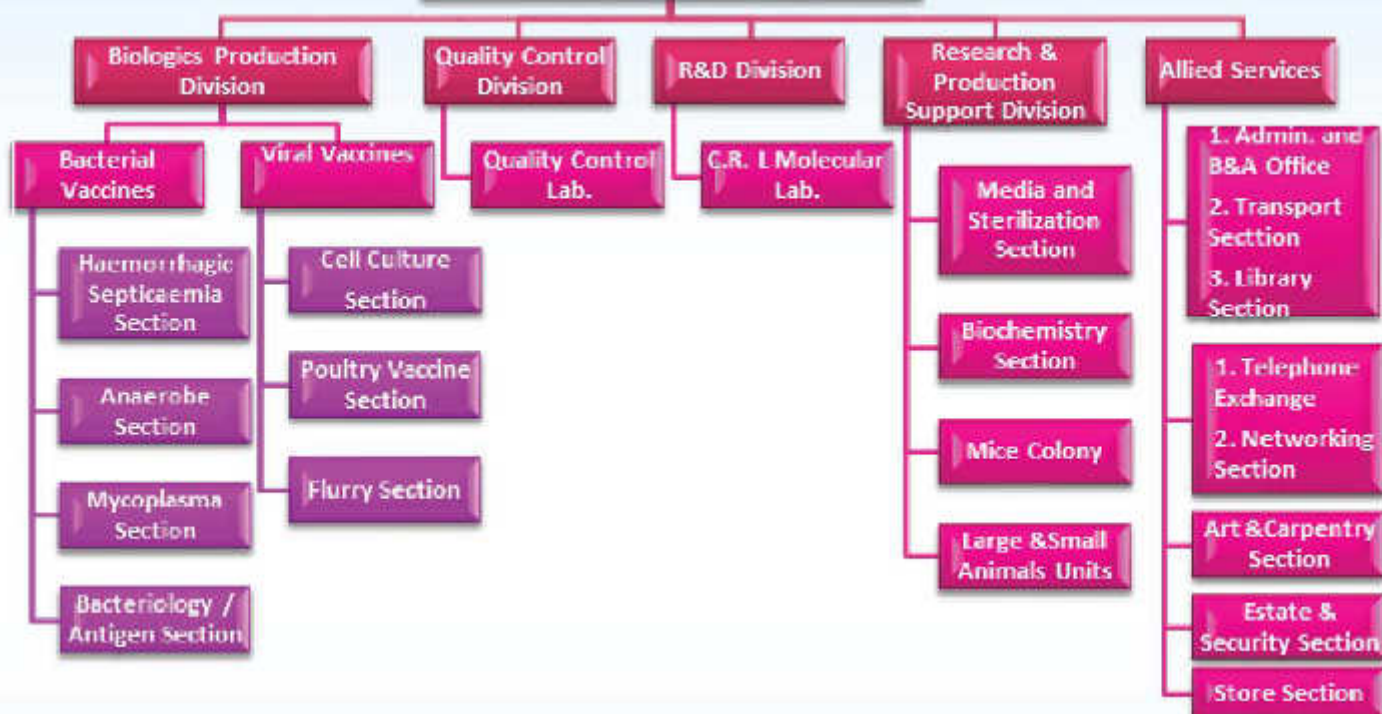 Biologics Production
Division
Quality Control
Division
R&D Division
Research &
Production
Support Division
Allied Services
Bacterial
Vaccines
Viral Vaccines
Quality Control
Lab.
C.R. L Molecular
Lab.
Haemorrhagic
Septicaemia
Section
Anaerobe
Section
Mycoplasma
Section
Bacteriology /
Antigen Section
Cell Culture
Section
Poultry Vaccine
Section
Flurry Section
Media and
Sterilization
Section
Biochemistry
Section
Mice Colony
Large &Small
Animals Units
1. Admin. and
B&A Office
2. Transport
Secttion
3. Library
Section
1. Telephone
Exchange
2. Networking
Section
Art &Carpentry
Section
Estate &
Security Section
Store Section